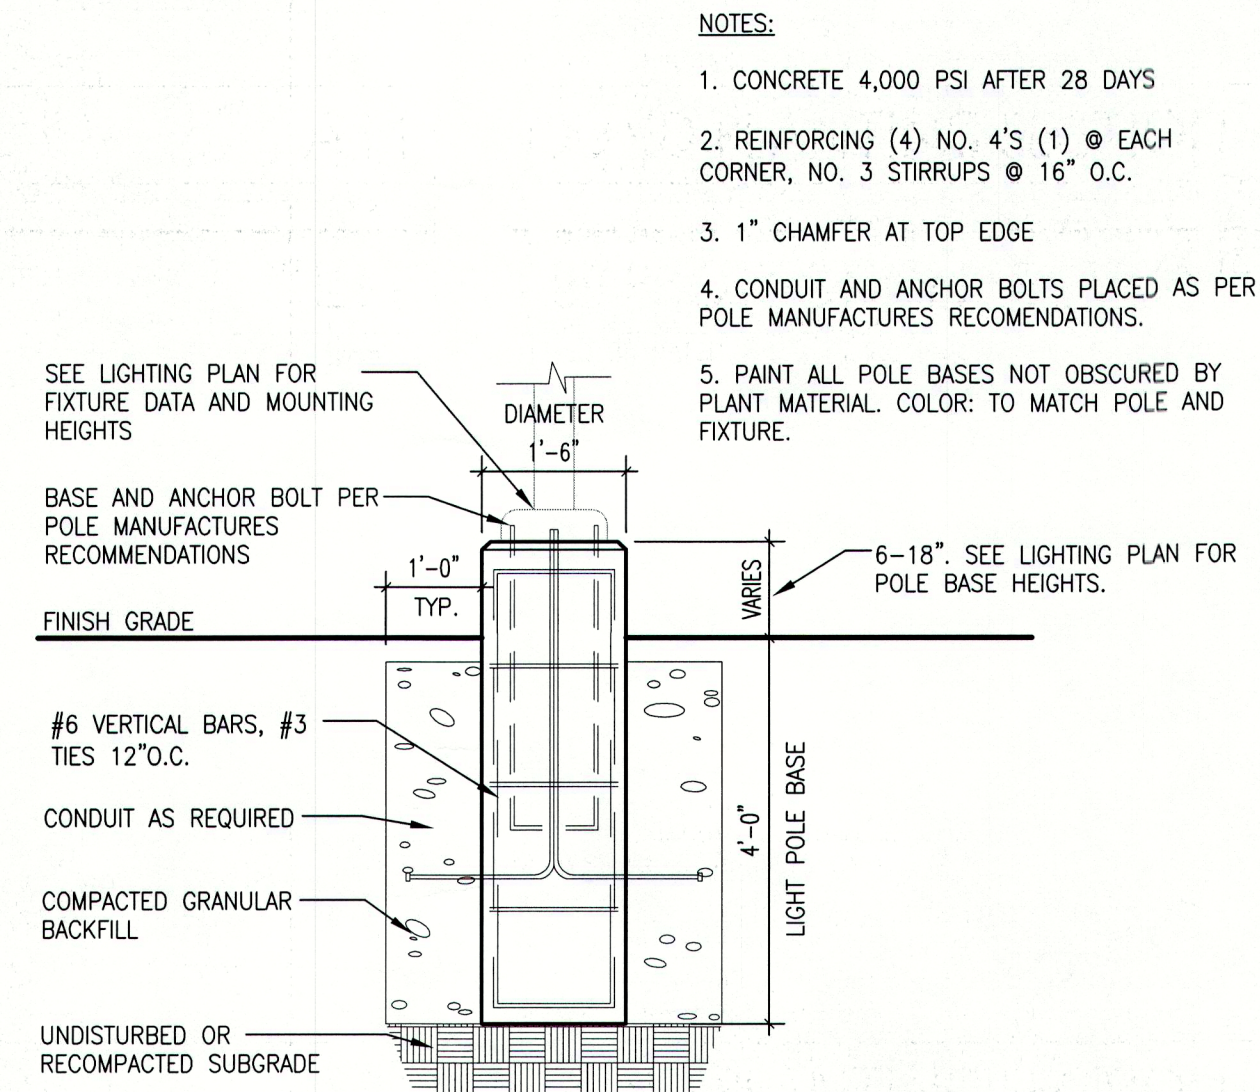 NOTES:
1. CONCRETE 4,000 PSI AFTER 28 DAYS
2. REINFORCING (4) NO. 4'S (1) @ EACH
CORNER, NO. 3 STIRRUPS @ 16" O.C.
3. 1" CHAMFER AT TOP EDGE
4. CONDUIT AND ANCHOR BOLTS PLACED AS PER
POLE MANUFACTURES RECOMENDATIONS.
5. PAINT ALL POLE BASES NOT OBSCURED BY
PLANT MATERIAL. COLOR: TO MATCH POLE AND
FIXTURE.
SEE LIGHTING PLAN FOR
FIXTURE DATA AND MOUNTING
HEIGHTS
DIAMETER
1'-6"
BASE AND ANCHOR BOLT PER
POLE MANUFACTURES
RECOMMENDATIONS
1'-0"
TYP.
VARIES
6-18". SEE LIGHTING PLAN FOR
POLE BASE HEIGHTS.
FINISH GRADE
#6 VERTICAL BARS, #3
TIES 12"O.C.
CONDUIT AS REQUIRED
4'-0"
LIGHT POLE BASE
COMPACTED GRANULAR
BACKFILL
UNDISTURBED OR
RECOMPACTED SUBGRADE